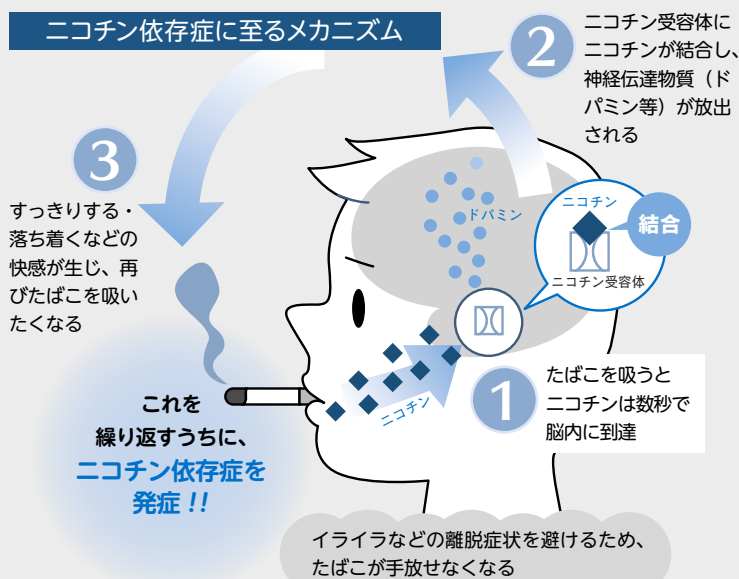 ニコチン依存症に至るメカニズム
1
たばこを吸うと
ニコチンは数秒で
脳内に到達
2
ニコチン受容体に
ニコチンが結合し、
神経伝達物質（ド
パミン等）が放出
される
3
すっきりする・
落ち着くなどの
快感が生じ、再
びたばこを吸い
たくなる
ドパミン
ニコチン
結合
ニコチン受容体
ニコチン
これを
繰り返すうちに、
ニコチン依存症を
発症 !!
イライラなどの離脱症状を避けるため、
たばこが手放せなくなる